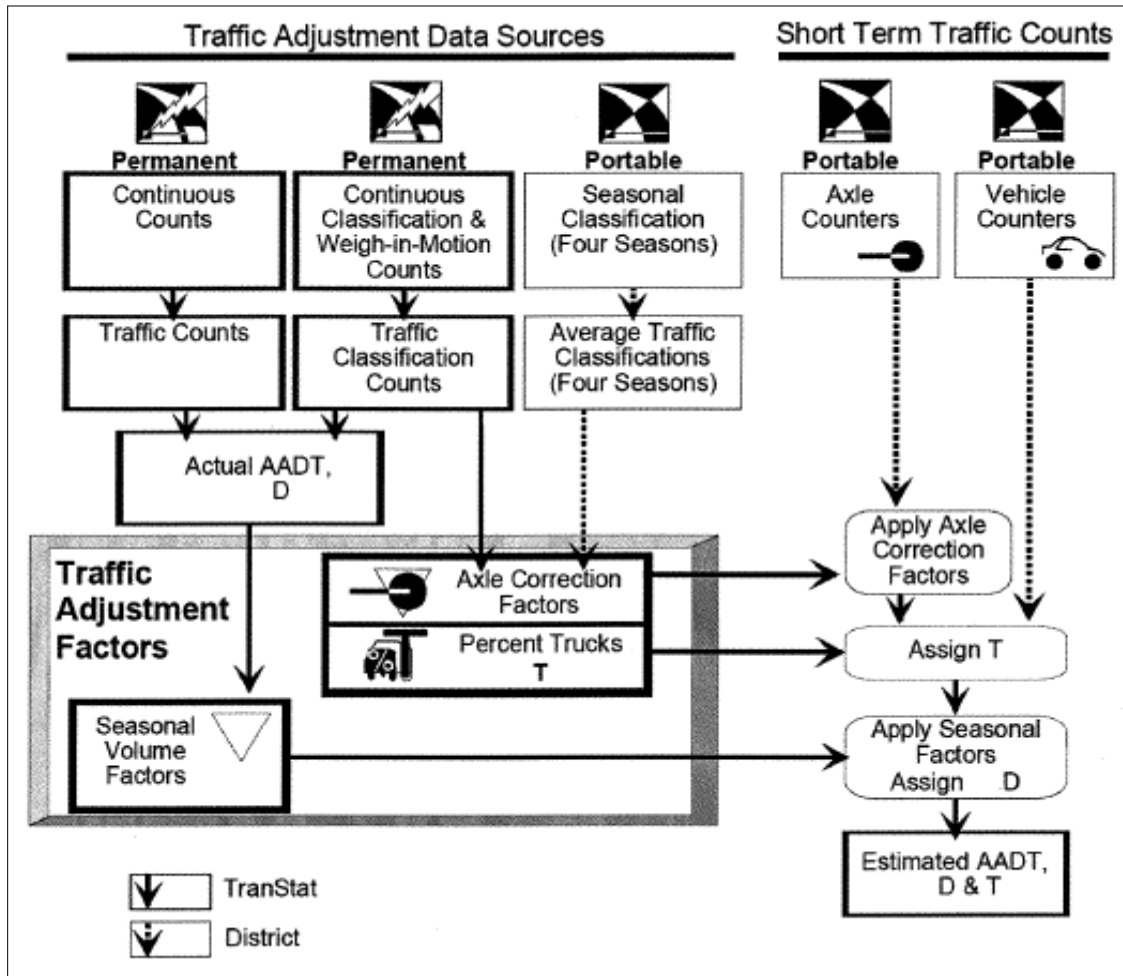 Traffic Adjustment Data Sources
Short Term Traffic Counts
Permanent
Continuous
Counts
Permanent
Continuous
Classification &
Weigh-in-Motion
Counts
Portable
Seasonal
Classification
(Four Seasons)
Portable
Axle
Counters
Portable
Vehicle
Counters
Traffic Counts
Traffic
Classification
Counts
Average Traffic
Classifications
(Four Seasons)
Actual AADT,
D
Traffic
Adjustment
Factors
Axle Correction
Factors
Percent Trucks
T
Seasonal
Volume
Factors
Apply Axle
Correction
Factors
Assign T
Apply Seasonal
Factors
Assign D
Estimated AADT,
D & T
TranStat
District